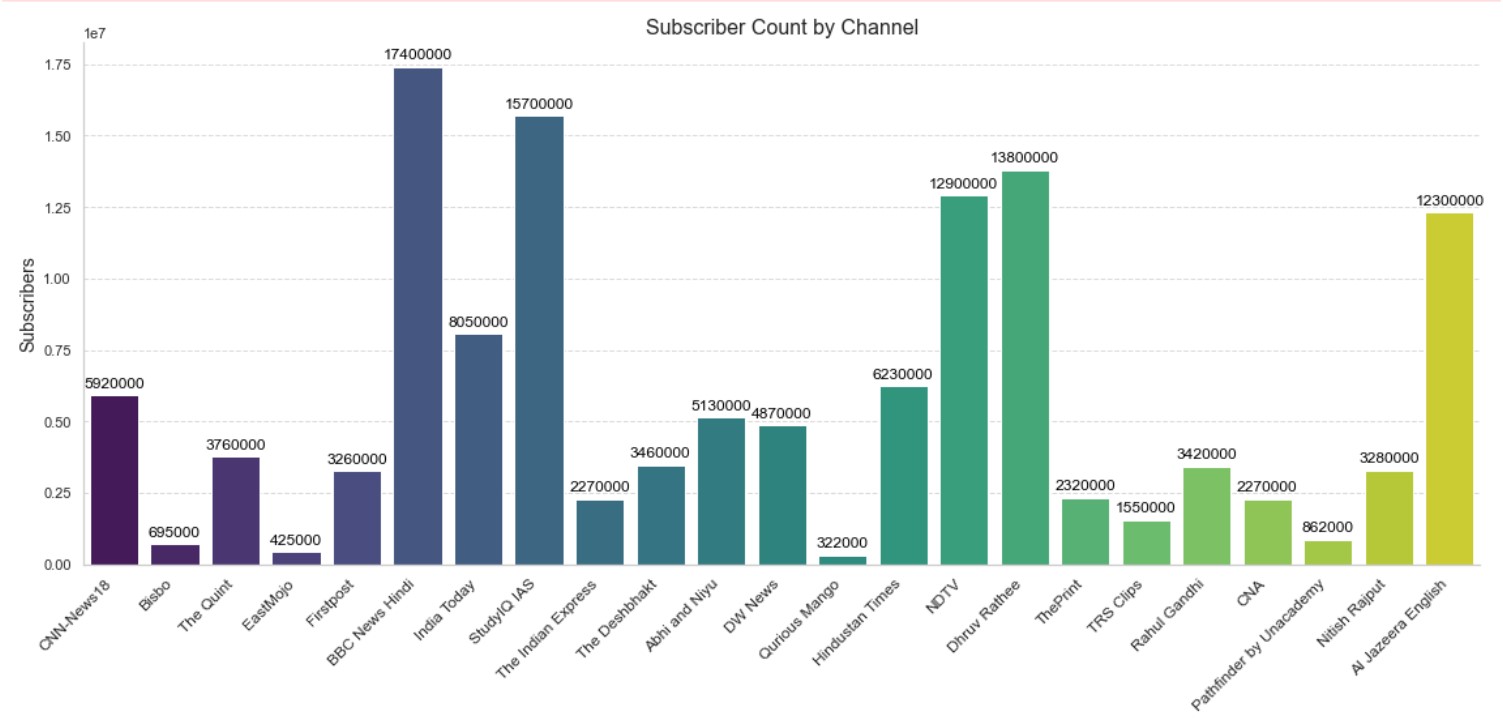 Subscriber Count by Channel
1e7
Subscribers
1.75
1.50
1.25
1.00
0.75
0.50
0.25
0.00
5920000
695000
3760000
425000
3260000
17400000
8050000
15700000
2270000
3460000
5130000
4870000
322000
6230000
12900000
13800000
2320000
1550000
3420000
2270000
862000
3280000
12300000
CNN-News18
Bisbo
The Quint
EastMojo
Firstpost
BBC News Hindi
India Today
StudyIQ IAS
The Indian Express
The Deshbhakt
Abhi and Niyu
DW News
Qurious Mango
Hindustan Times
NDTV
Dhruv Rathee
ThePrint
TRS Clips
Rahul Gandhi
CNA
Pathfinder by Unacademy
Nitish Rajput
Al Jazeera English